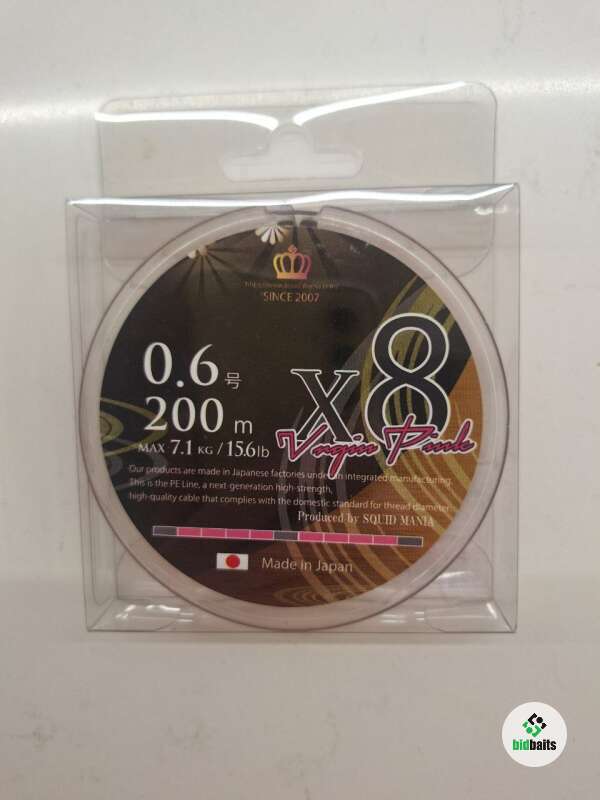 SINCE 2007
0.6号
200 m
MAX 7.1 KG / 15.6lb
x8
Vrgin Pink
Our products are made in Japanese factories under an integrated manufacturing.
This is the PE Line, a next-generation high-strength,
high-quality cable that complies with the domestic standard for thread diameter.
Produced by SQUID MANIA
Made in Japan
bidbaits